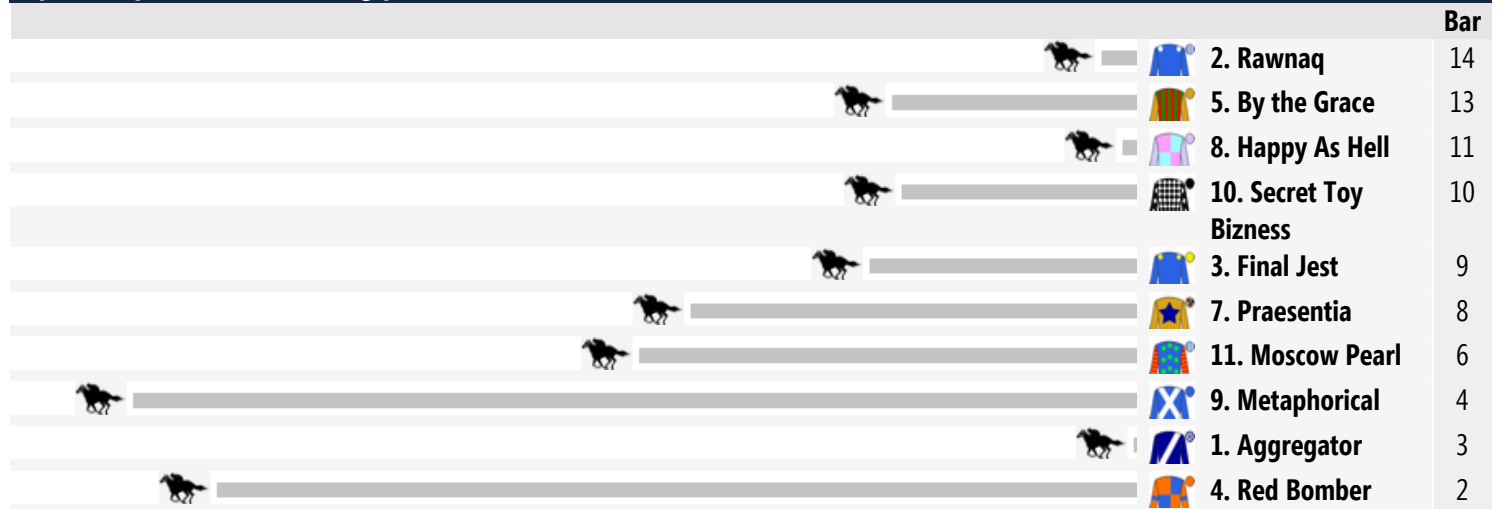 Bar
2. Rawnaq 14
5. By the Grace 13
8. Happy As Hell 11
10. Secret Toy 10
Bizness
3. Final Jest 9
7. Praesentia 8
11. Moscow Pearl 6
9. Metaphorical 4
1. Aggregator 3
4. Red Bomber 2